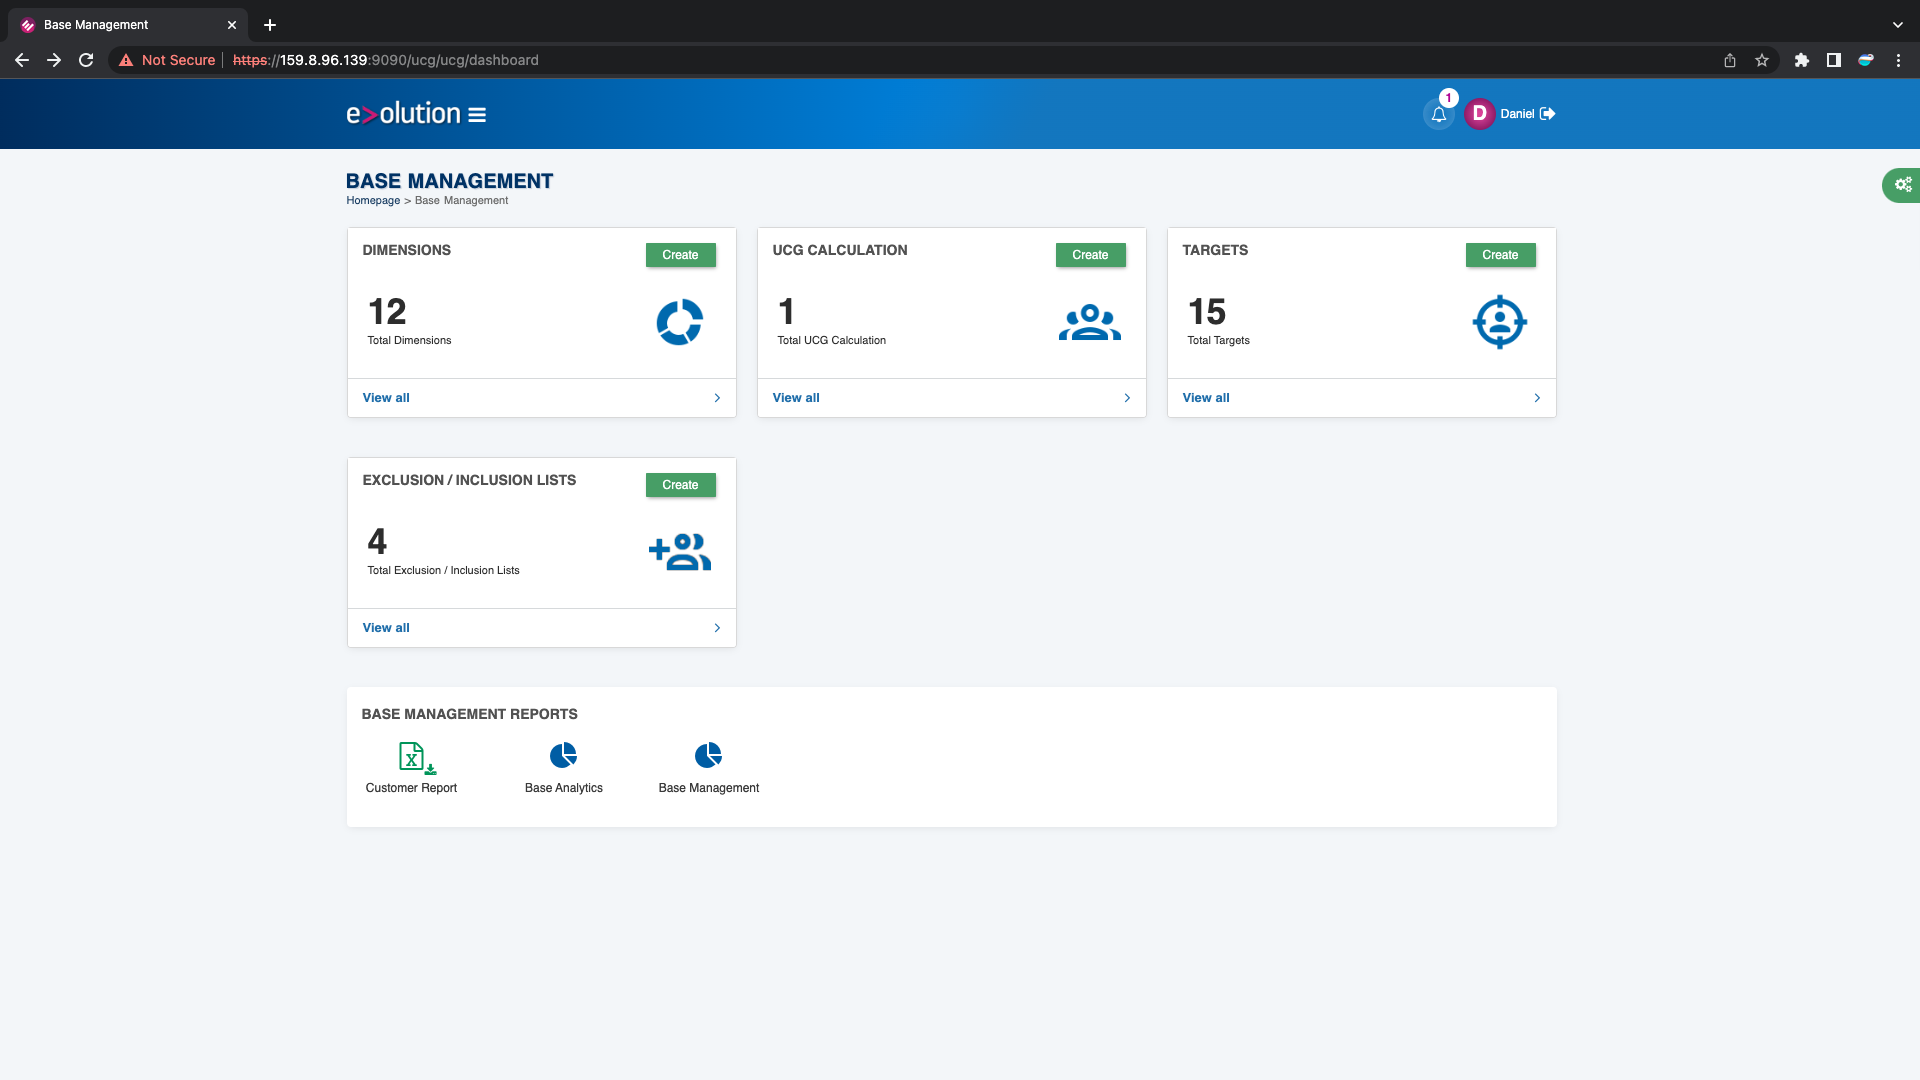 Base Management
Not Secure https://159.8.96.139:9090/ucg/ucg/dashboard
e>olution
1
D Daniel
BASE MANAGEMENT
Homepage > Base Management
DIMENSIONS
Create
12
Total Dimensions
View all
UCG CALCULATION
Create
1
Total UCG Calculation
View all
TARGETS
Create
15
Total Targets
View all
EXCLUSION / INCLUSION LISTS
Create
4
Total Exclusion / Inclusion Lists
View all
BASE MANAGEMENT REPORTS
Customer Report
Base Analytics
Base Management